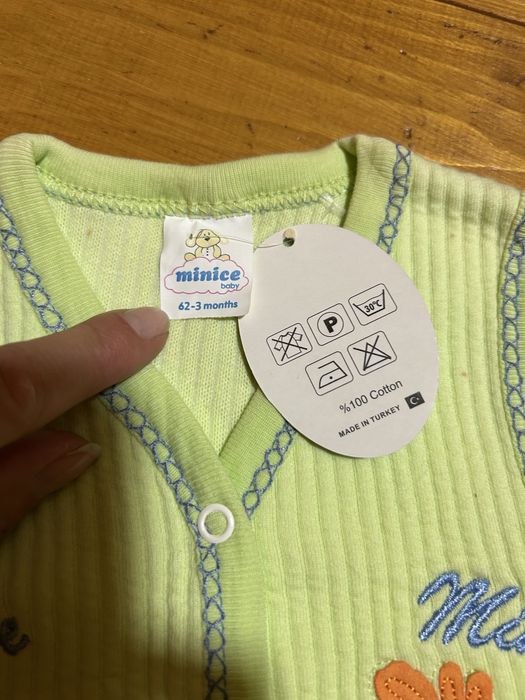 minice
baby
62-3 months
P
30°C
%100 Cotton
MADE IN TURKEY